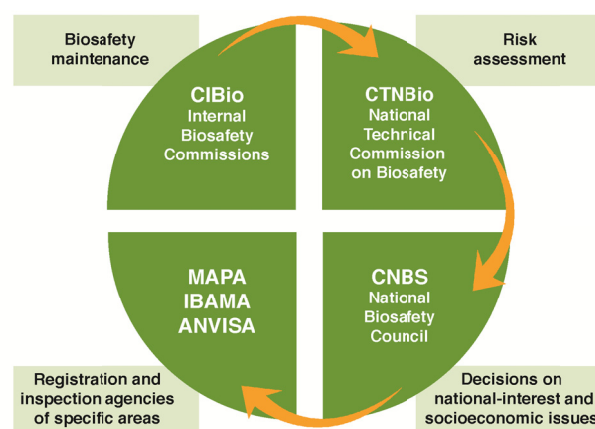 Biosafety
maintenance
Risk
assessment
CIBio
Internal
Biosafety
Commissions
CTNBio
National
Technical
Commission
on Biosafety
MAPA
IBAMA
ANVISA
CNBS
National
Biosafety
Council
Registration and
inspection agencies
of specific areas
Decisions on
national-interest and
socioeconomic issues